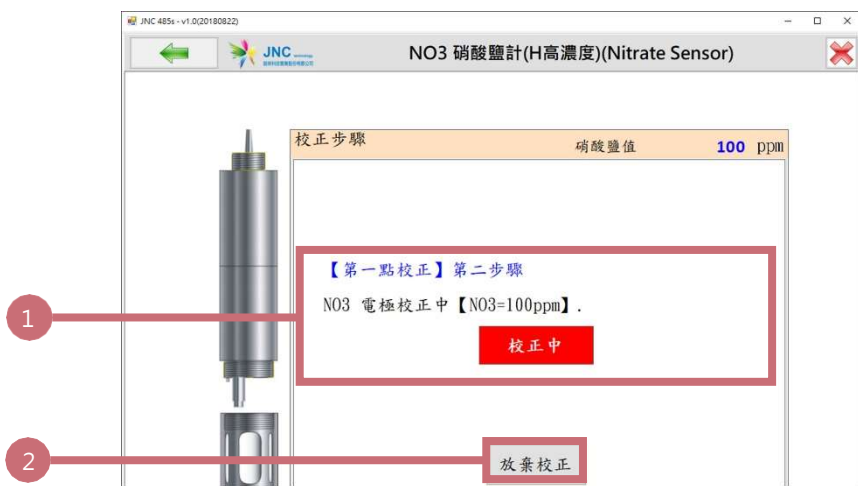 JNC 485s - v1.0(20180822)
JNC
NO3 硝酸鹽計(H高濃度)(Nitrate Sensor)
校正步驟
硝酸鹽值 100 ppm
【第一點校正】第二步驟
NO3 電極校正中【NO3=100ppm】.
1
校正中
2
放棄校正